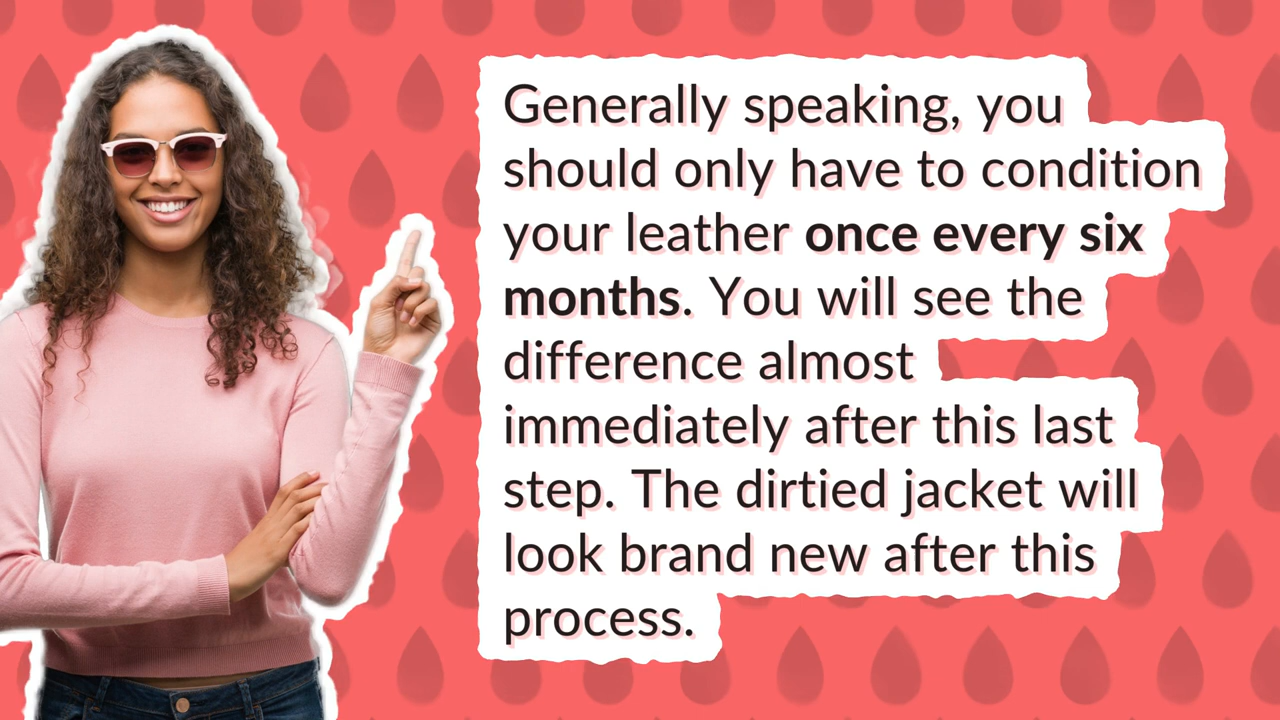 Generally speaking, you
should only have to condition
your leather once every six
months. You will see the
difference almost
immediately after this last
step. The dirtied jacket will
look brand new after this
process.